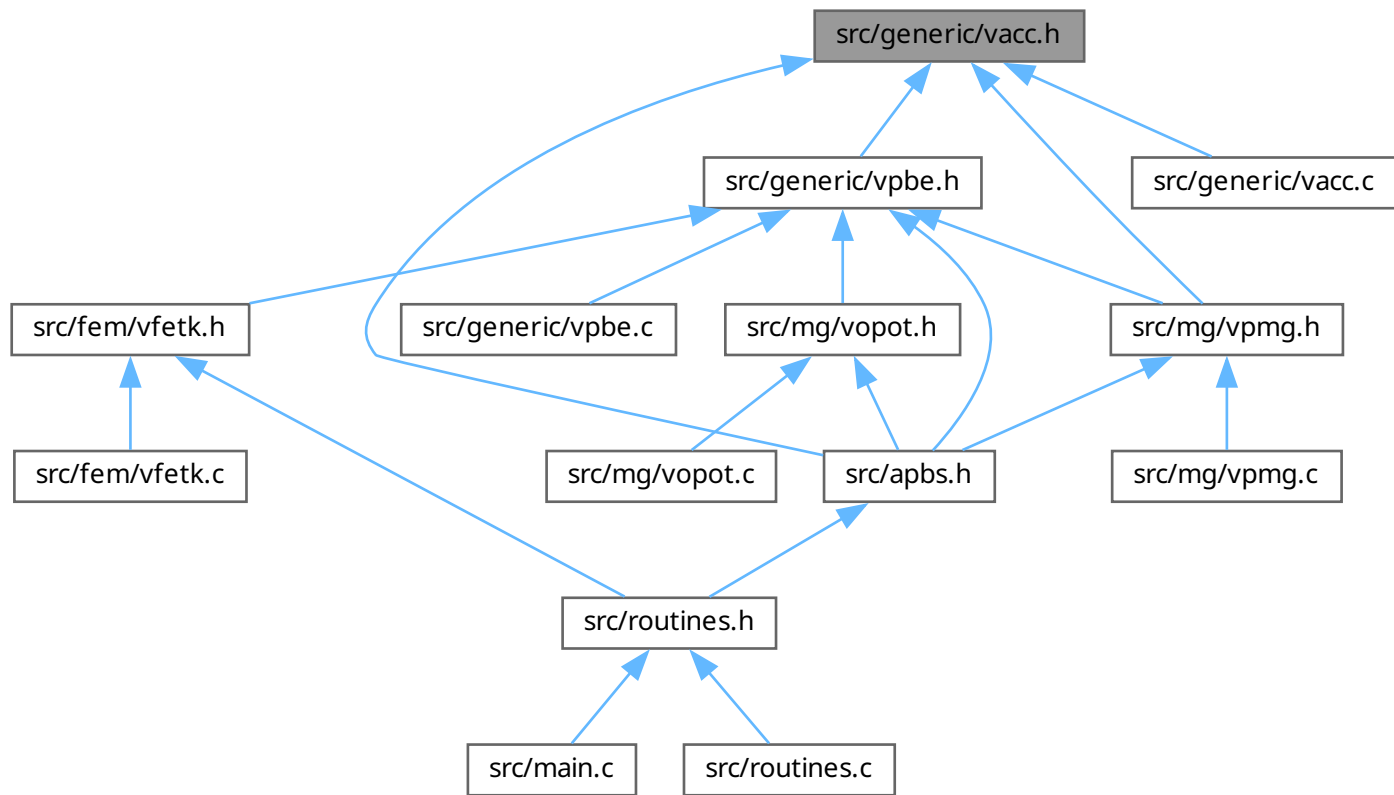 src/generic/vacc.h
src/generic/vpbe.h
src/generic/vacc.c
src/fem/vfetk.h
src/generic/vpbe.c
src/mg/vopot.h
src/mg/vpmg.h
src/fem/vfetk.c
src/mg/vopot.c
src/apbs.h
src/mg/vpmg.c
src/routines.h
src/main.c
src/routines.c